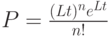 P = \frac{(Lt)^n e^{Lt}}{n!}